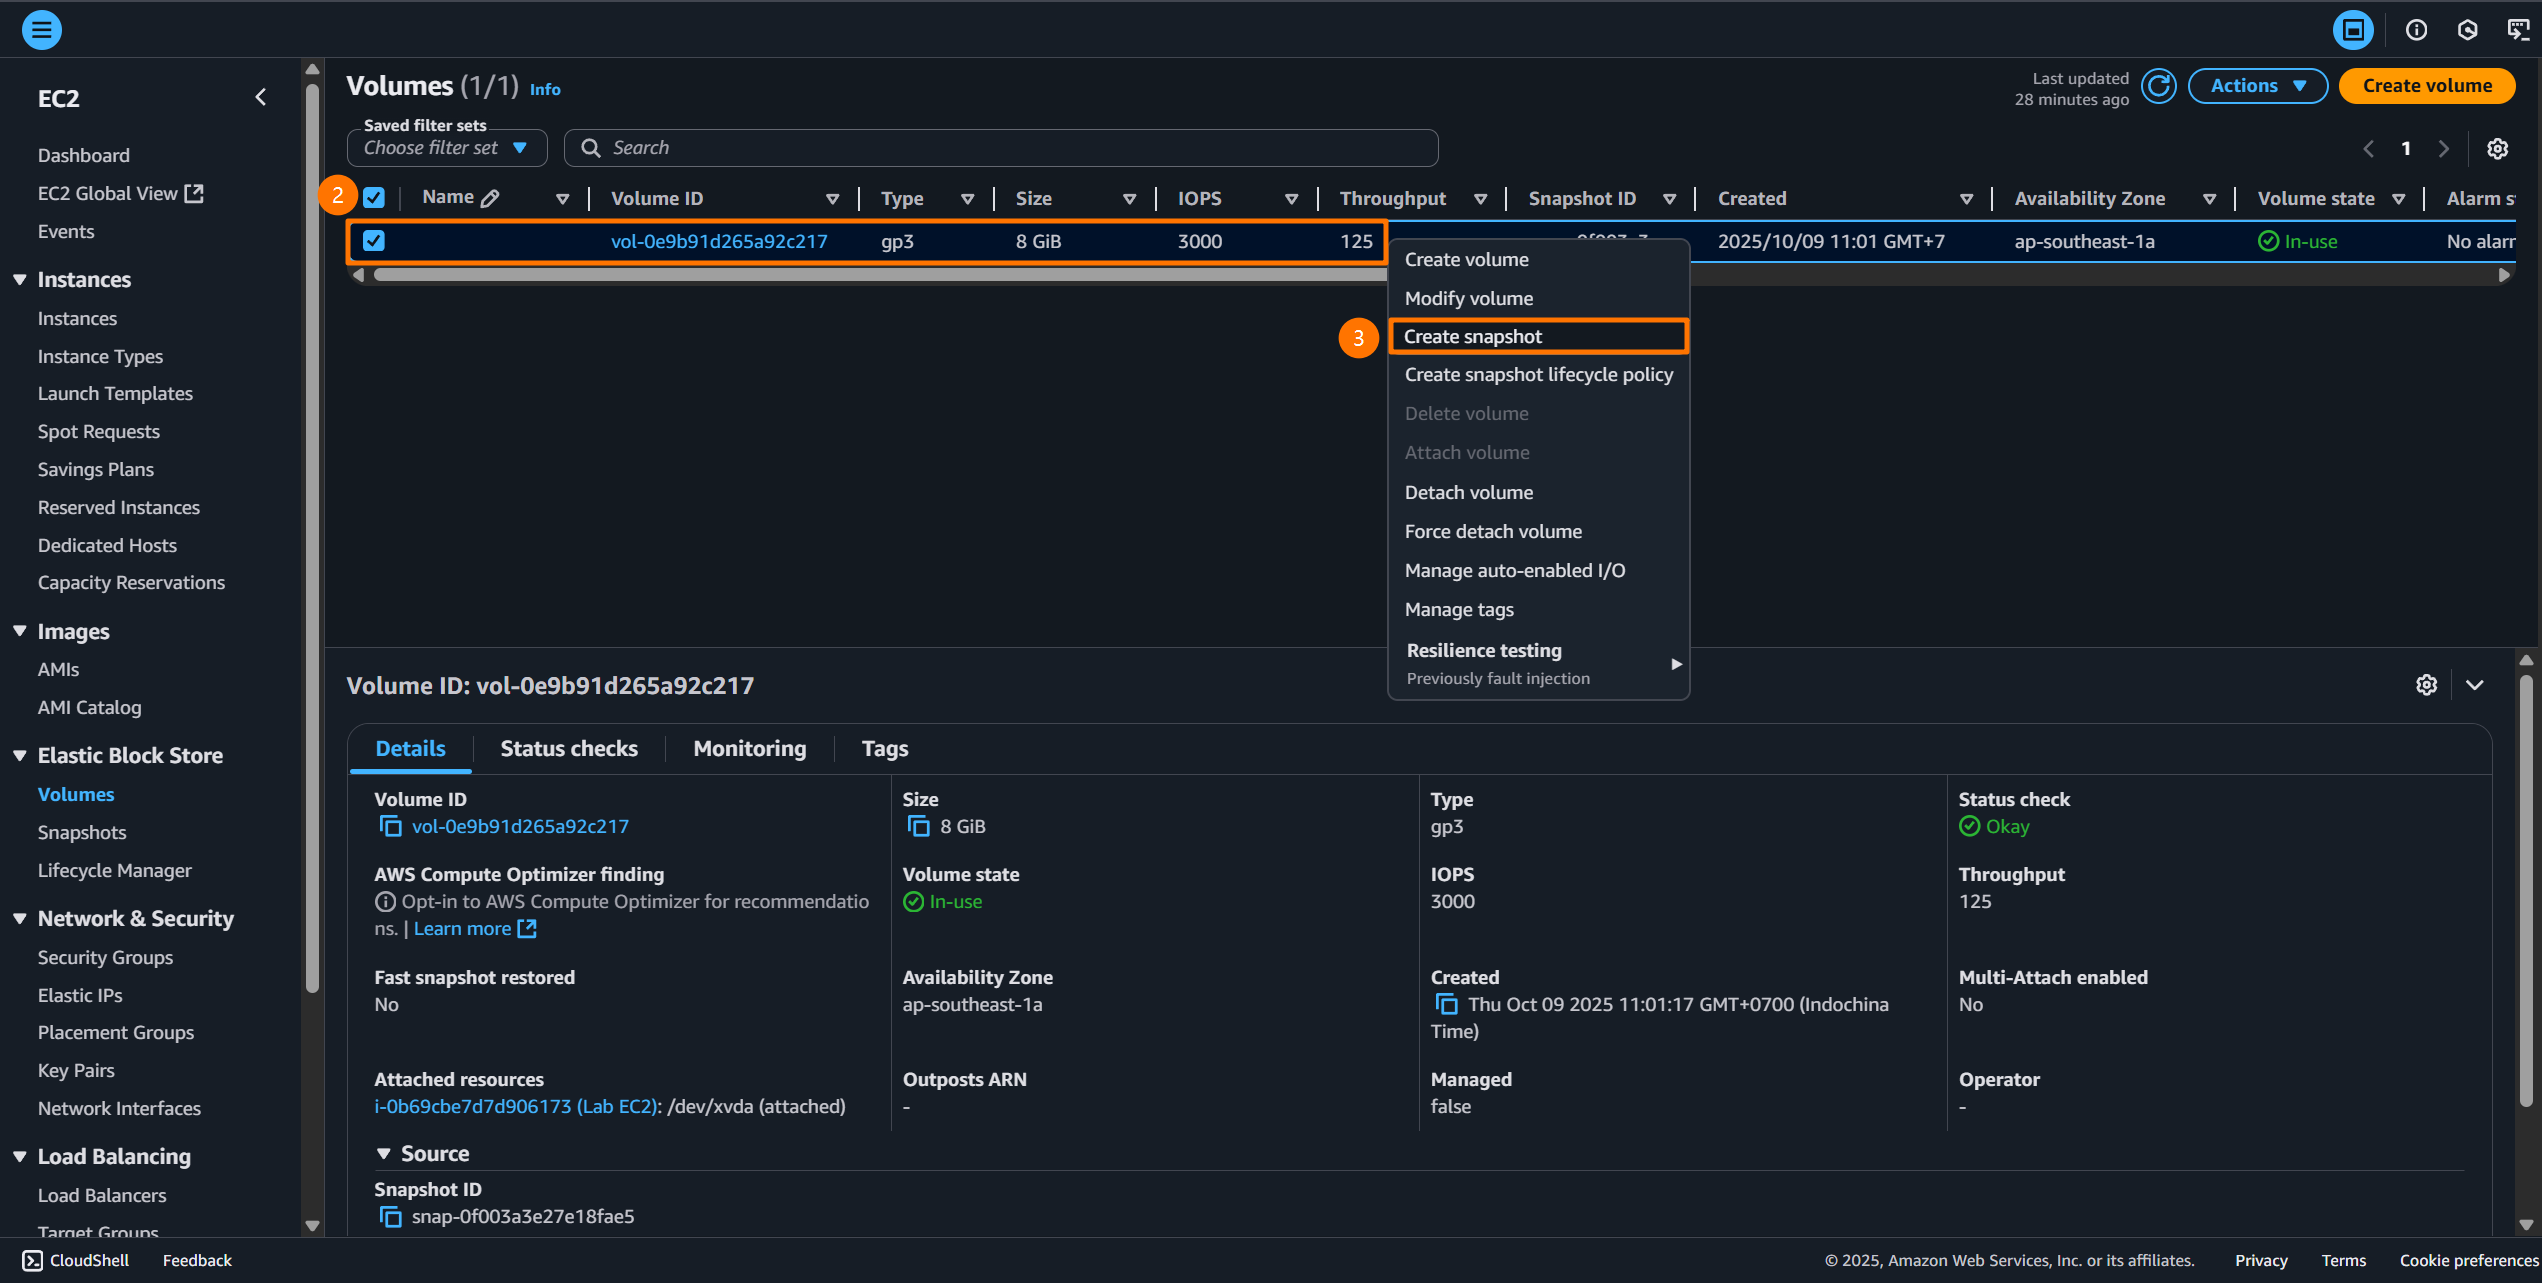 EC2
Dashboard
EC2 Global View
Events
Instances
Instances
Instance Types
Launch Templates
Spot Requests
Savings Plans
Reserved Instances
Dedicated Hosts
Capacity Reservations
Images
AMIs
AMI Catalog
Elastic Block Store
Volumes
Snapshots
Lifecycle Manager
Network & Security
Security Groups
Elastic IPs
Placement Groups
Key Pairs
Network Interfaces
Load Balancing
Load Balancers
Target Groups
Volumes (1/1) Info
Last updated
28 minutes ago
Actions
Create volume
Saved filter sets
Choose filter set
Search
1
2
Name Volume ID Type Size IOPS Throughput Snapshot ID Created Availability Zone Volume state Alarm s
vol-0e9b91d265a92c217 gp3 8 GiB 3000 125 2025/10/09 11:01 GMT+7 ap-southeast-1a In-use No alarm
Create volume
Modify volume
3
Create snapshot
Create snapshot lifecycle policy
Delete volume
Attach volume
Detach volume
Force detach volume
Manage auto-enabled I/O
Manage tags
Resilience testing
Previously fault injection
Volume ID: vol-0e9b91d265a92c217
Details Status checks Monitoring Tags
Volume ID
vol-0e9b91d265a92c217
Size
8 GiB
Type
gp3
Status check
Okay
AWS Compute Optimizer finding
Opt-in to AWS Compute Optimizer for recommendatio
ns. | Learn more
Volume state
In-use
IOPS
3000
Throughput
125
Fast snapshot restored
No
Availability Zone
ap-southeast-1a
Created
Thu Oct 09 2025 11:01:17 GMT+0700 (Indochina
Time)
Multi-Attach enabled
No
Attached resources
i-0b69cbe7d7d906173 (Lab EC2): /dev/xvda (attached)
Outposts ARN
-
Managed
false
Operator
-
Source
Snapshot ID
snap-0f003a3e27e18fae5
CloudShell Feedback
© 2025, Amazon Web Services, Inc. or its affiliates. Privacy Terms Cookie preferences